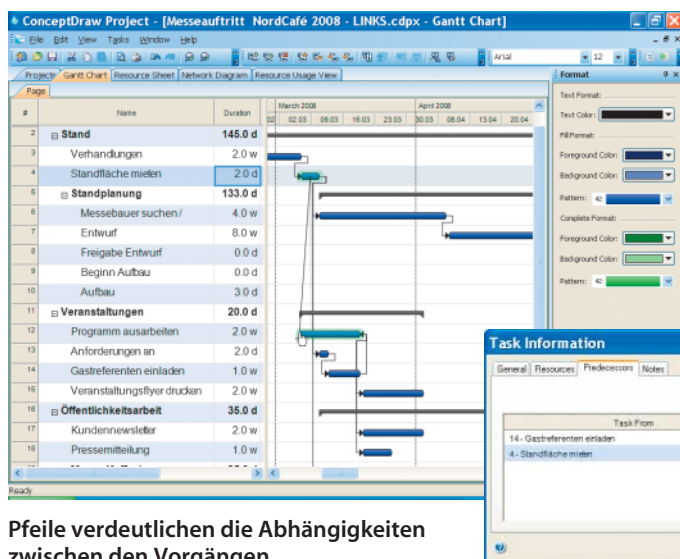 ConceptDraw Project - [Messeauftritt NordCafé 2008 - LINKS.cdpx - Gantt Chart]
File Edit View Tasks Window Help
Arial 12
Projects Gantt Chart Resource Sheet Network Diagram Resource Usage View
Page
# Name Duration
March 2008 April 2008
02 02.03 09.03 16.03 23.03 30.03 06.04 13.04 20.04
2 Stand 145.0 d
3 Verhandlungen 2.0 w
4 Standfläche mieten 2.0 d
5 Standplanung 133.0 d
6 Messebauer suchen / 4.0 w
7 Entwurf 8.0 w
8 Freigabe Entwurf 0.0 d
9 Beginn Aufbau 0.0 d
10 Aufbau 3.0 d
11 Veranstaltungen 20.0 d
12 Programm ausarbeiten 2.0 w
13 Anforderungen an 2.0 d
14 Gastreferenten einladen 1.0 w
15 Veranstaltungsflyer drucken 2.0 w
16 Öffentlichkeitsarbeit 35.0 d
17 Kundennewsletter 2.0 w
18 Pressemitteilung 1.0 w
Ready
Format
Text Format:
Text Color:
Fill Format:
Foreground Color:
Background Color:
Pattern: 42
Complete Format:
Foreground Color:
Background Color:
Pattern: 42
Task Information
General Resources Predecessors Notes
Task From
14 - Gastreferenten einladen
4 - Standfläche mieten
Pfeile verdeutlichen die Abhängigkeiten
zwischen den Vorgängen